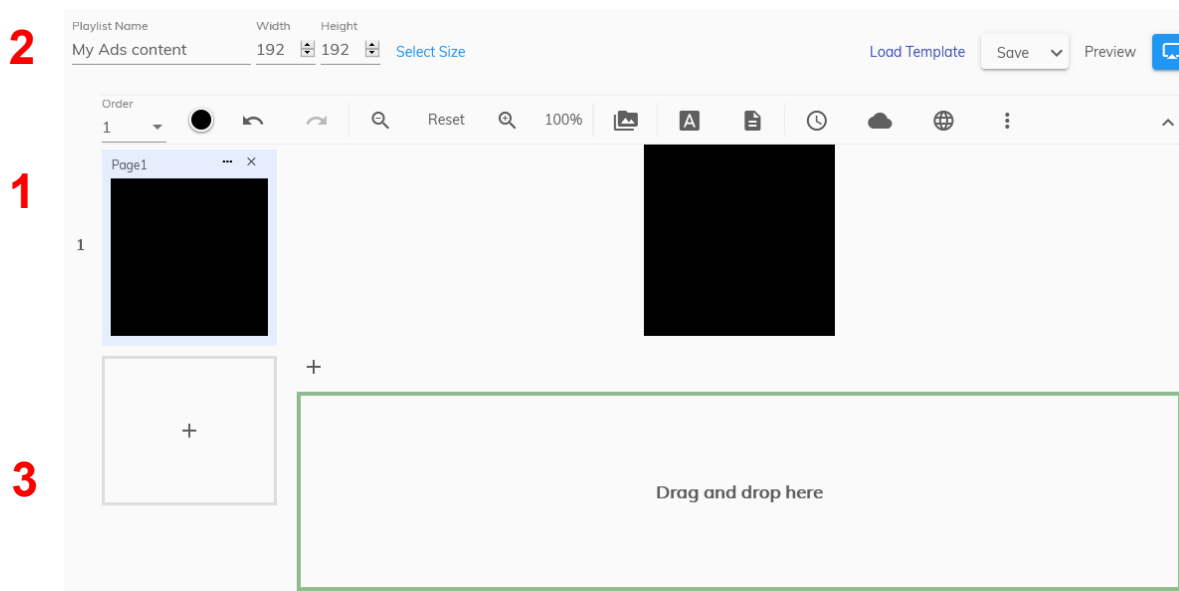 2
Playlist Name Width Height
My Ads content 192 192 Select Size Load Template Save Preview
Order
1 Reset 100% A
1
Page1
1
3
Drag and drop here